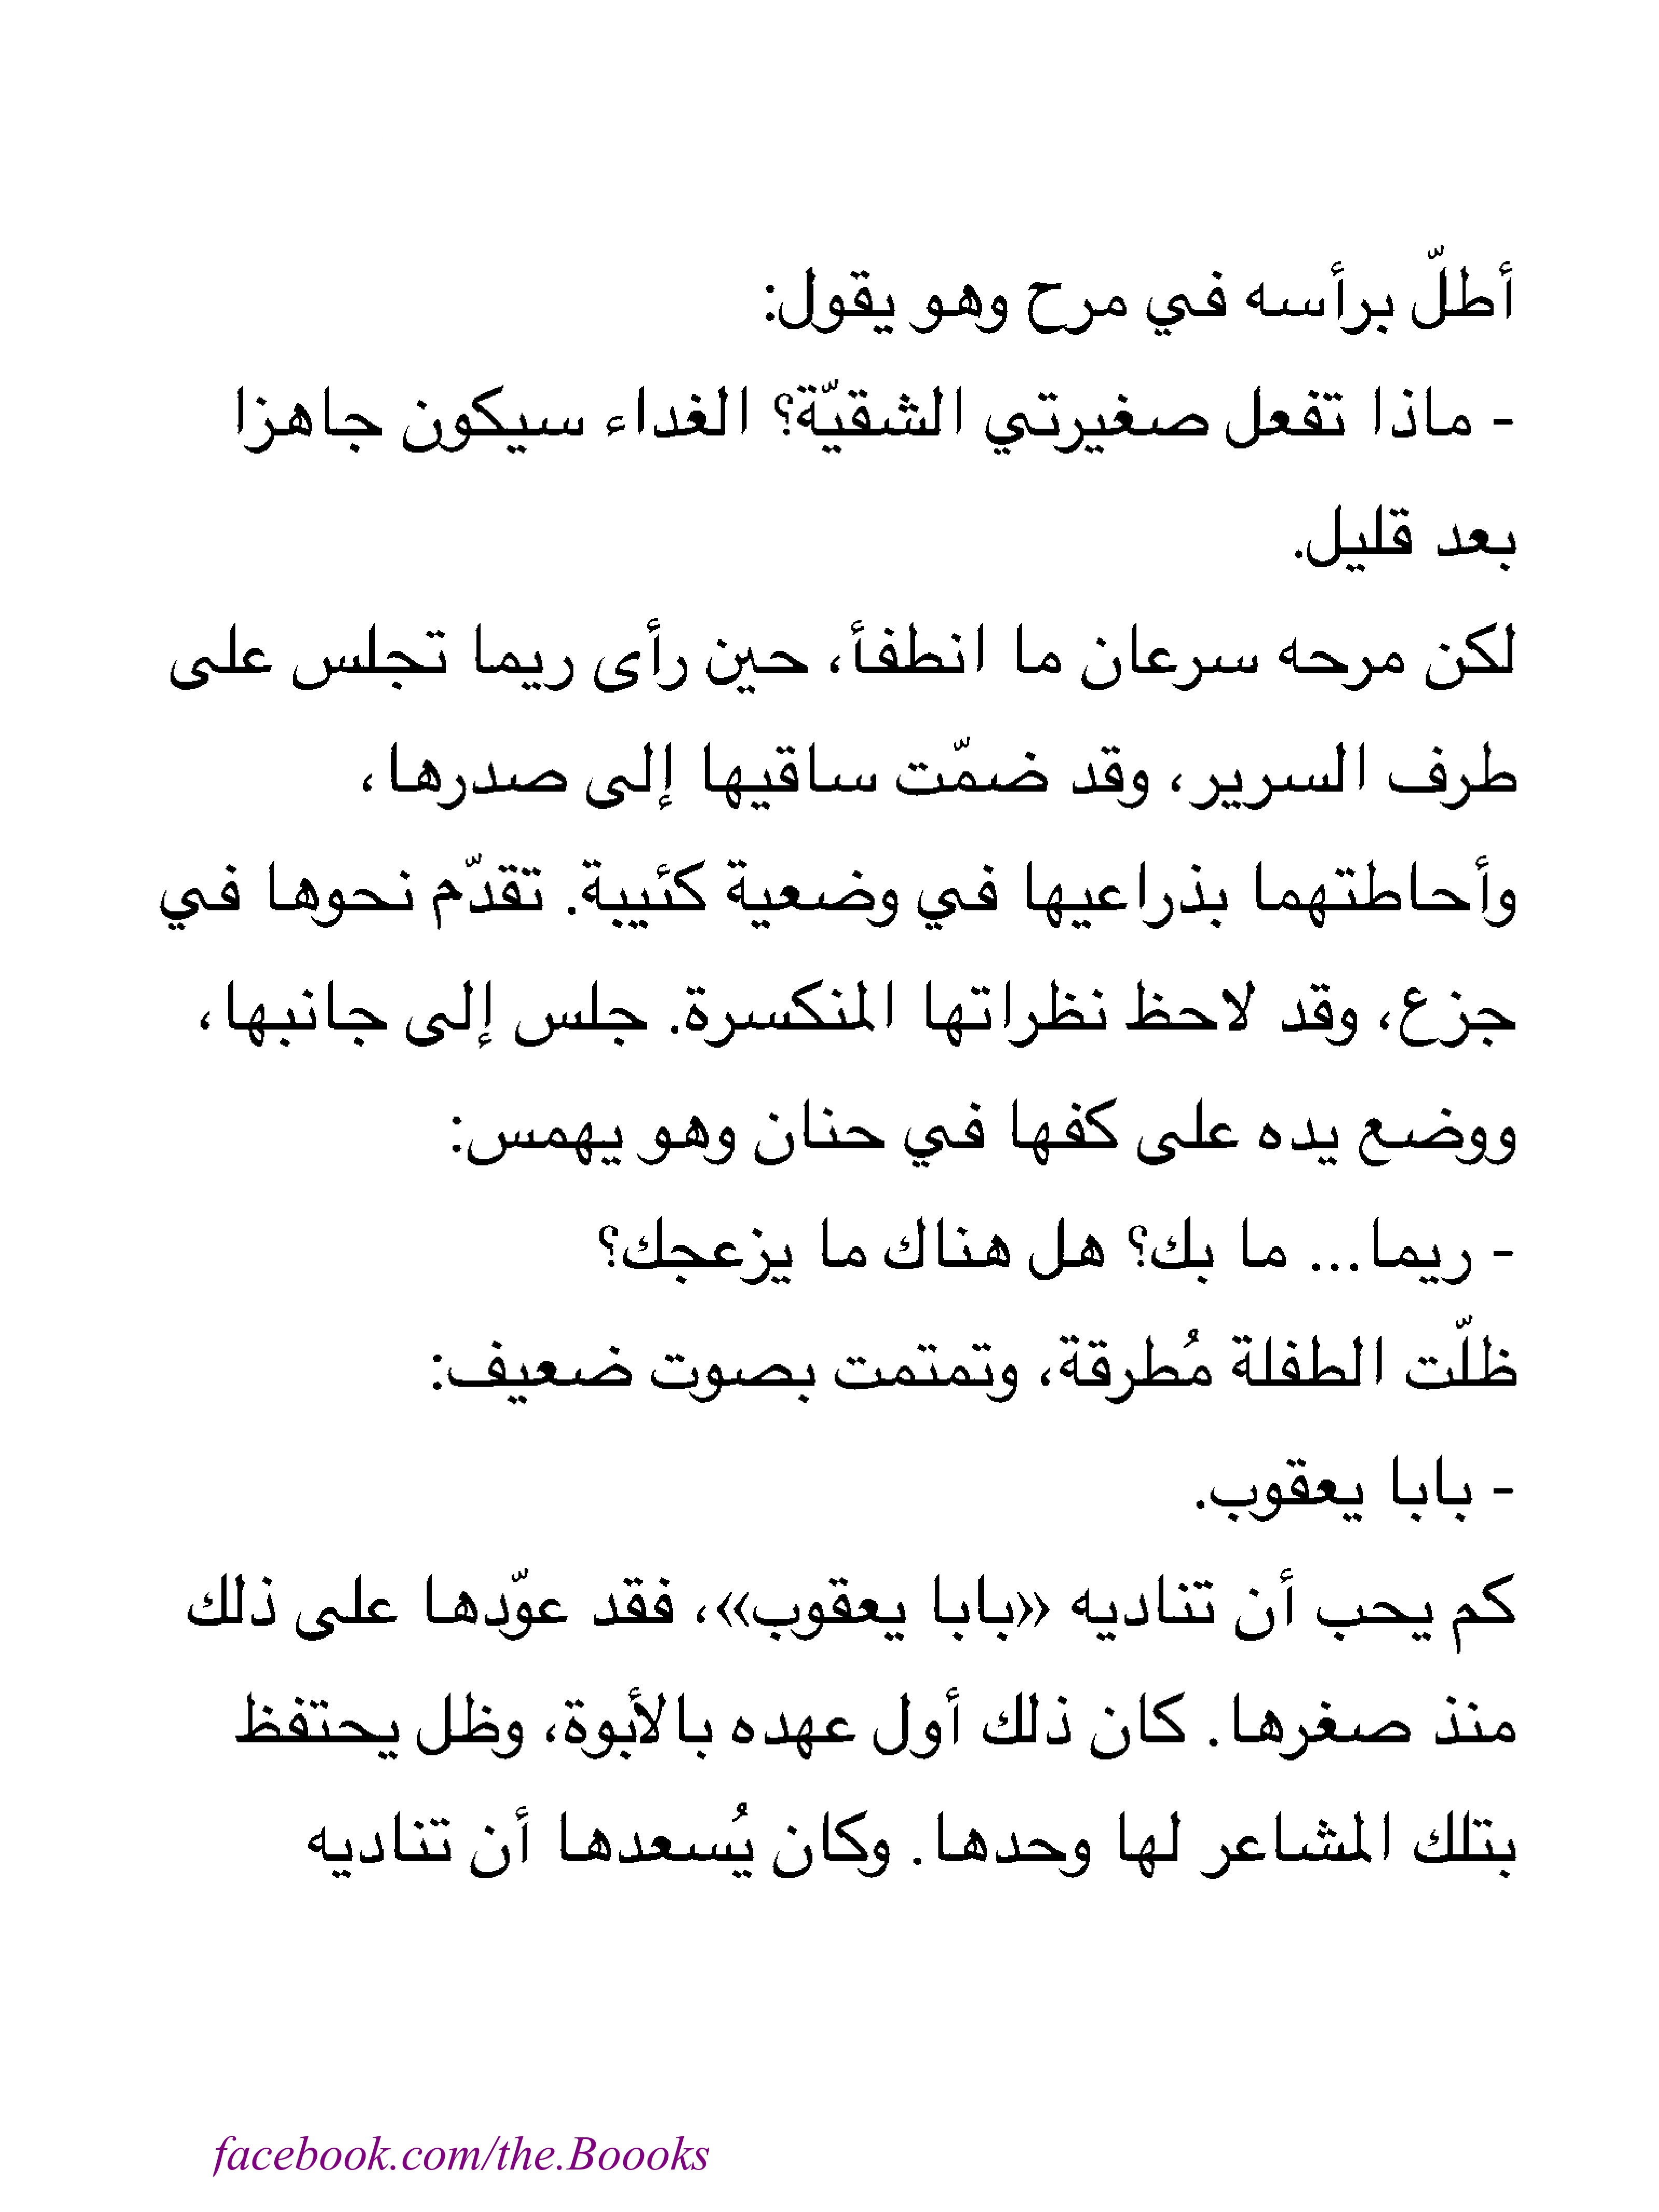 أطلّ برأسه في مرح وهو يقول:
- ماذا تفعل صغيرتي الشقيّة؟ الغداء سيكون جاهزا
بعد قليل.
لكن مرحه سرعان ما انطفأ، حين رأى ريما تجلس على
طرف السرير، وقد ضمّت ساقيها إلى صدرها،
وأحاطتهما بذراعيها في وضعية كئيبة. تقدّم نحوها في
جزع، وقد لاحظ نظراتها المنكسرة. جلس إلى جانبها،
ووضع يده على كفها في حنان وهو يهمس:
- ريما... ما بك؟ هل هناك ما يزعجك؟
ظلّت الطفلة مُطرقة، وتمتمت بصوت ضعيف:
- بابا يعقوب.
كم يحب أن تناديه «بابا يعقوب»، فقد عوّدها على ذلك
منذ صغرها. كان ذلك أول عهده بالأبوة، وظل يحتفظ
بتلك المشاعر لها وحدها. وكان يُسعدها أن تناديه
facebook.com/the.Boooks